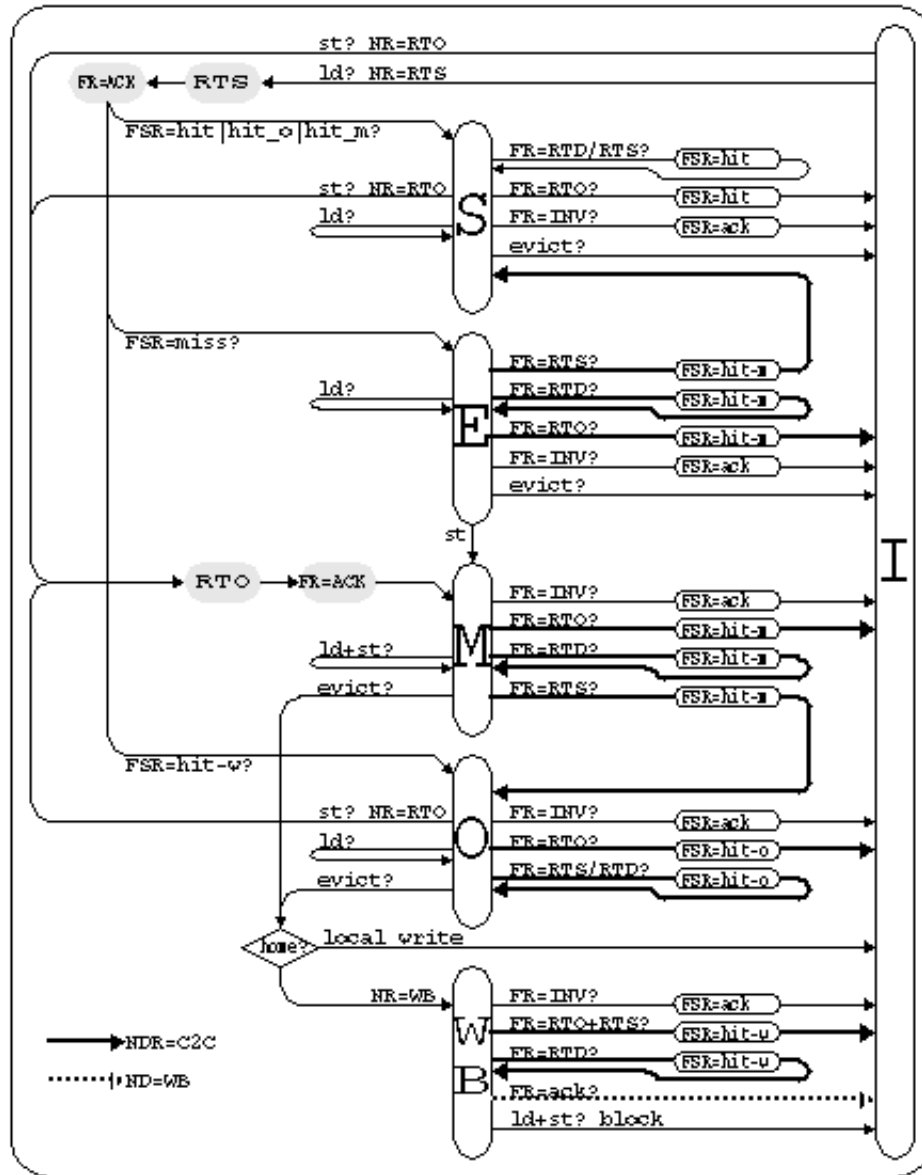 st? NR=RTO
ld? NR=RTS
FR=ACK
RTS
FSR=hit|hit_o|hit_m?
S
FR=RTD/RTS?
FSR=hit
st? NR=RTO
FR=RTO?
FSR=hit
ld?
FR=INV?
FSR=ack
evict?
FSR=miss?
E
FR=RTS?
FSR=hit-m
ld?
FR=RTD?
FSR=hit-m
FR=RTO?
FSR=hit-m
FR=INV?
FSR=ack
evict?
I
st
RTO
FR=ACK
M
FR=INV?
FSR=ack
FR=RTO?
FSR=hit-m
ld+st?
FR=RTD?
FSR=hit-m
evict?
FR=RTS?
FSR=hit-m
FSR=hit-w?
O
st? NR=RTO
FR=INV?
FSR=ack
ld?
FR=RTO?
FSR=hit-o
evict?
FR=RTS/RTD?
FSR=hit-o
home?
local write
NR=WB
WB
FR=INV?
FSR=ack
FR=RTO+RTS?
FSR=hit-w
FR=RTD?
FSR=hit-w
FR=ack?
ld+st? block
NDR=C2C
ND=WB